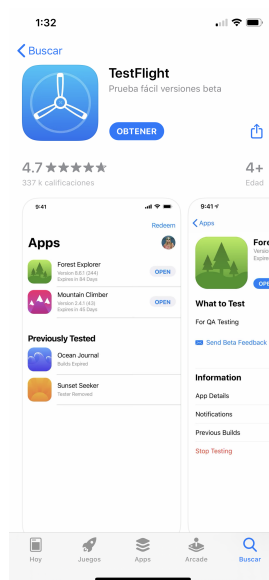 1:32
Buscar
TestFlight
Prueba fácil versiones beta
OBTENER
4.7
4+
337 k calificaciones
Edad
9:41
Redeem
Apps
Forest Explorer
Version 0.8.1 (244)
Expires in 84 Days
OPEN
Mountain Climber
Version 2.4.1 (43)
Expires in 45 Days
OPEN
Previously Tested
Ocean Journal
Builds Expired
Sunset Seeker
Tester Removed
9:41
Apps
What to Test
For QA Testing
Send Beta Feedback
Information
App Details
Notifications
Previous Builds
Stop Testing
Hoy
Juegos
Apps
Arcade
Buscar